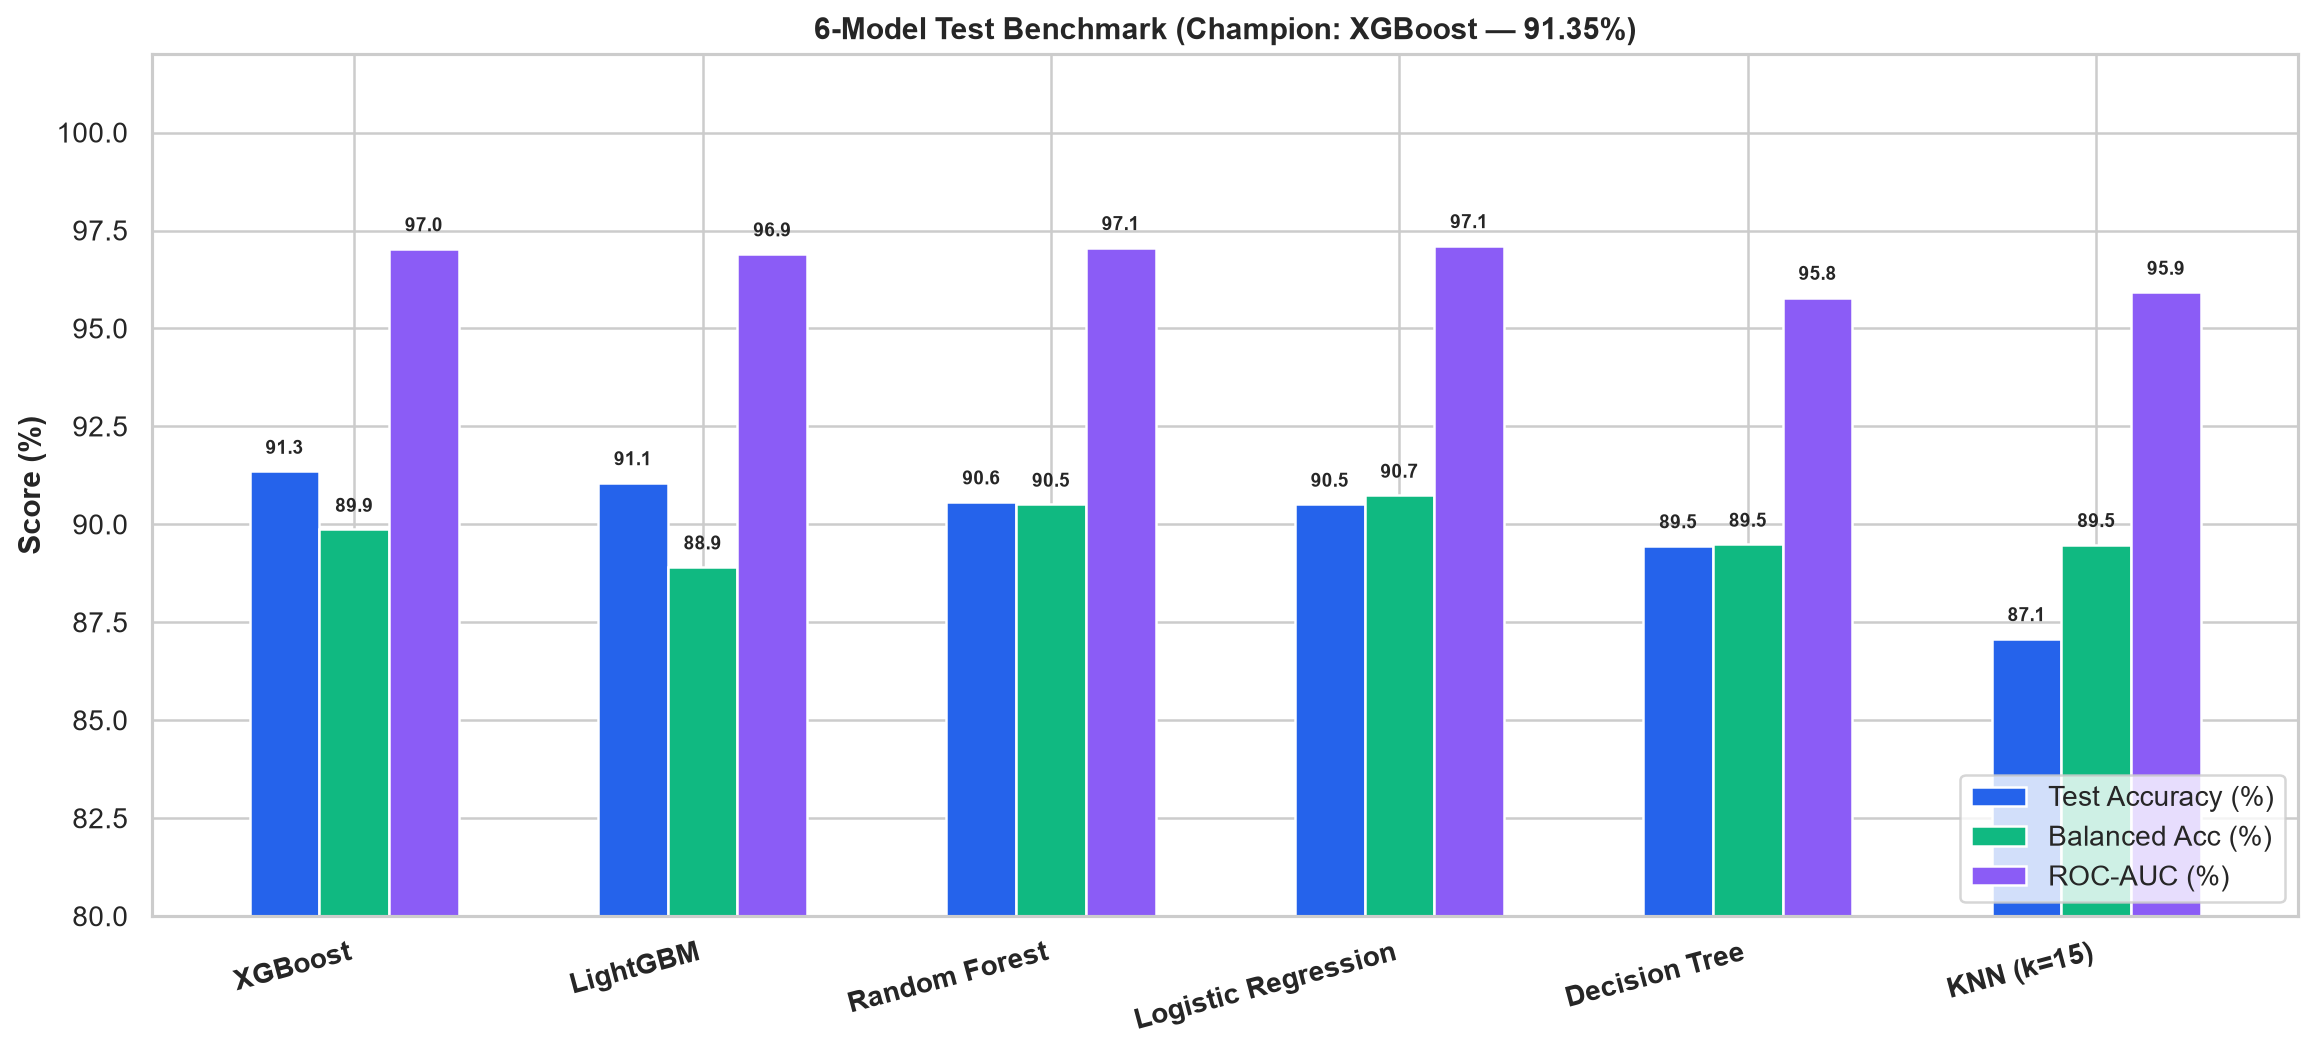 6-Model Test Benchmark (Champion: XGBoost — 91.35%)
Score (%)
100.0
97.5
95.0
92.5
90.0
87.5
85.0
82.5
80.0
91.3
89.9
97.0
91.1
88.9
96.9
90.6
90.5
97.1
90.5
90.7
97.1
89.5
89.5
95.8
87.1
89.5
95.9
Test Accuracy (%)
Balanced Acc (%)
ROC-AUC (%)
XGBoost
LightGBM
Random Forest
Logistic Regression
Decision Tree
KNN (k=15)